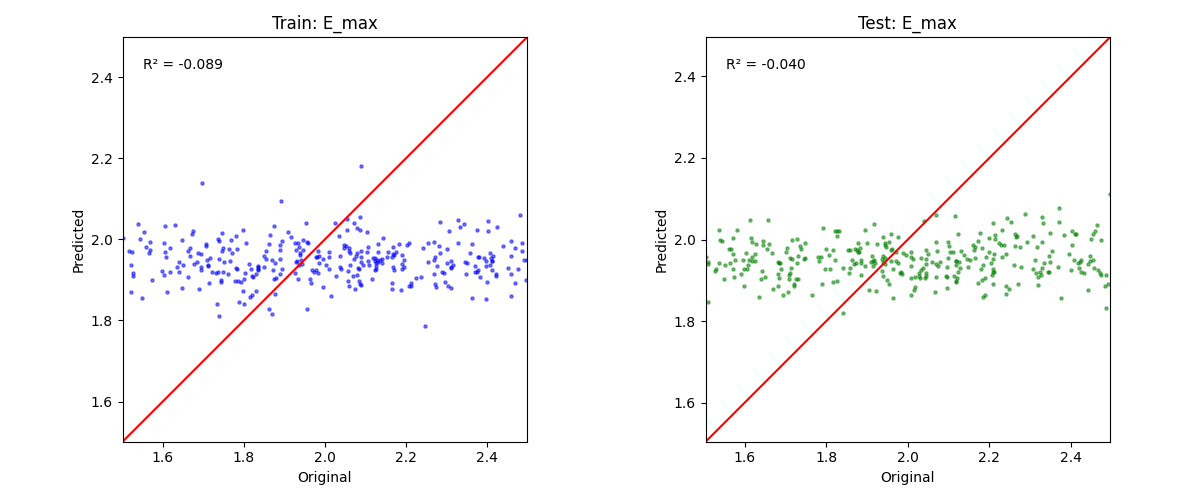 Train: E_max
R² = -0.089
2.4
2.2
2.0
1.8
1.6
Predicted
1.6 1.8 2.0 2.2 2.4
Original
Test: E_max
R² = -0.040
2.4
2.2
2.0
1.8
1.6
Predicted
1.6 1.8 2.0 2.2 2.4
Original